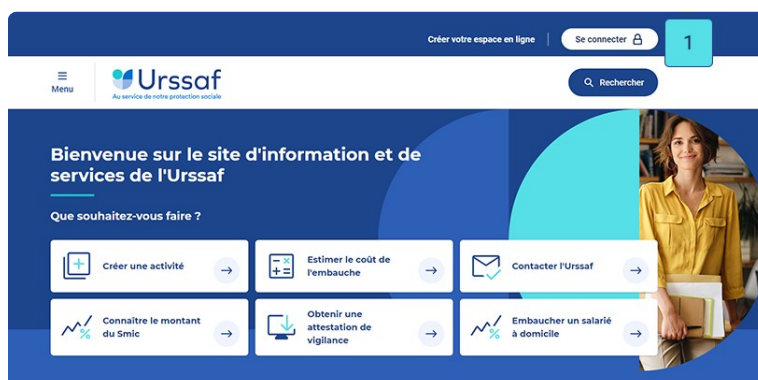 Créer votre espace en ligne
Se connecter
1
Menu
Urssaf
Au service de notre protection sociale
Rechercher
Bienvenue sur le site d'information et de
services de l'Urssaf
Que souhaitez-vous faire ?
Créer une activité
Estimer le coût de
l'embauche
Contacter l'Urssaf
Connaître le montant
du Smic
Obtenir une
attestation de
vigilance
Embaucher un salarié
à domicile